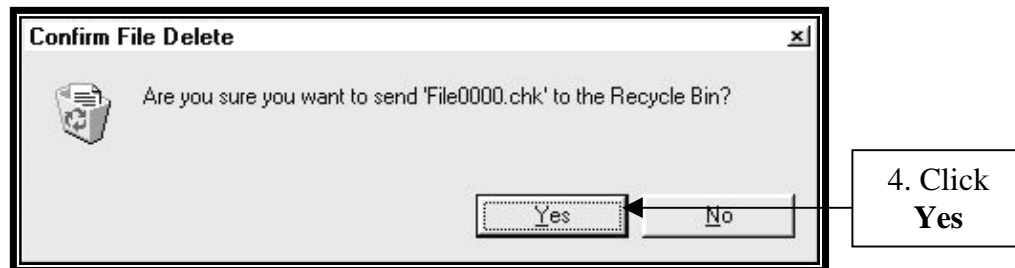 Confirm File Delete
Are you sure you want to send 'File0000.chk' to the Recycle Bin?
Yes
No
4. Click
Yes